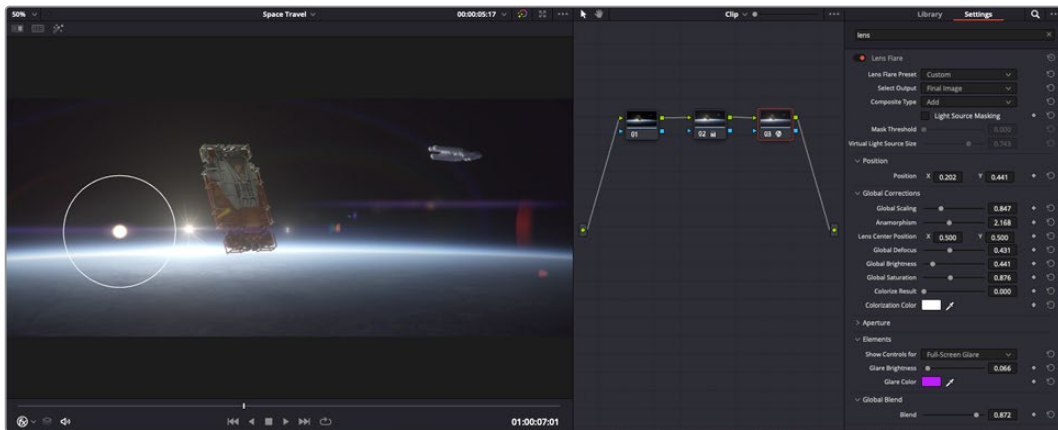 50%
Space Travel
00:00:05:17
Clip
Library
Settings
lens
Lens Flare
Lens Flare Preset Custom
Select Output Final Image
Composite Type Add
Light Source Masking
Mask Threshold 0.000
Virtual Light Source Size 0.743
Position
Position X 0.202 Y 0.441
Global Corrections
Global Scaling 0.847
Anamorphism 2.168
Lens Center Position X 0.500 Y 0.500
Global Defocus 0.431
Global Brightness 0.441
Global Saturation 0.876
Colorize Result 0.000
Colorization Color
Aperture
Elements
Show Controls for Full-Screen Glare
Glare Brightness 0.066
Glare Color
Global Blend
Blend 0.872
01
02
03
01:00:07:01